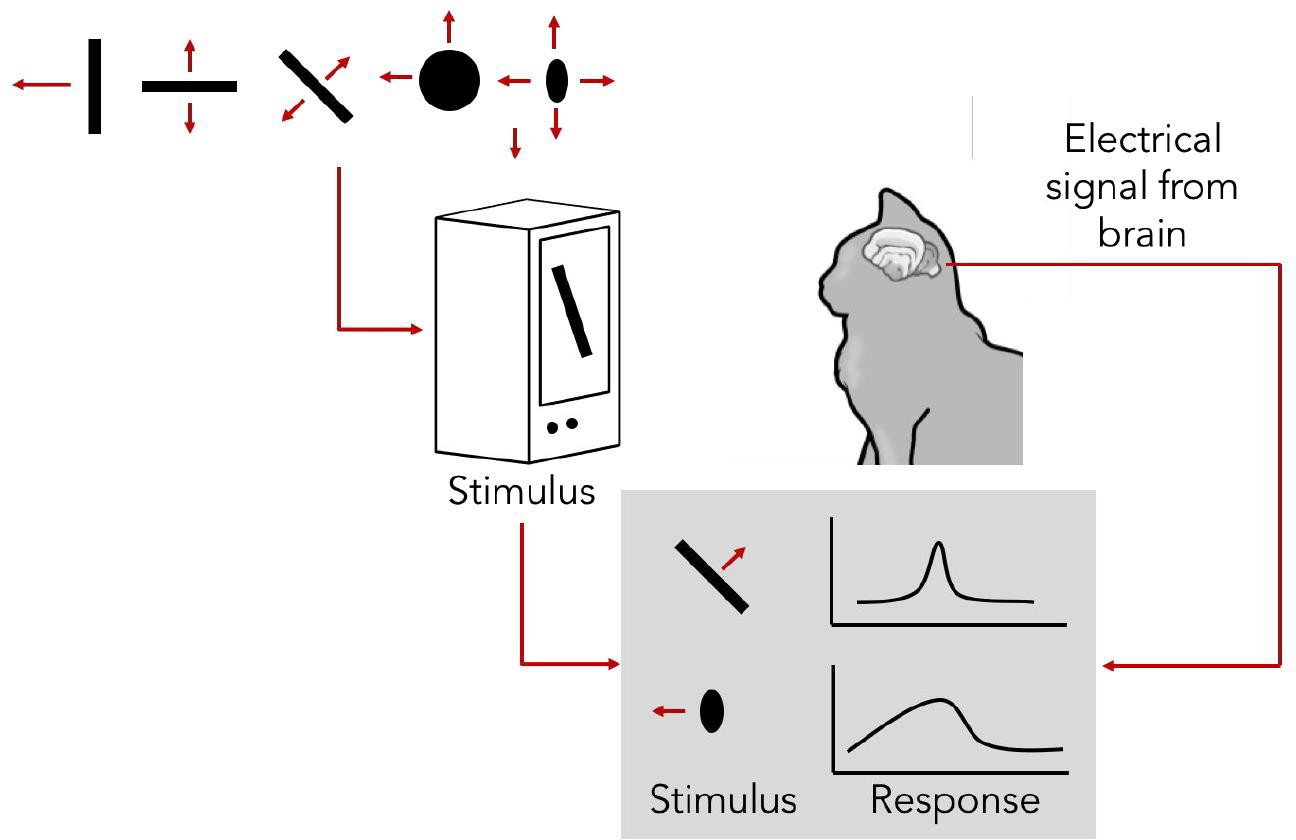 Electrical
signal from
brain
Stimulus
Stimulus
Response